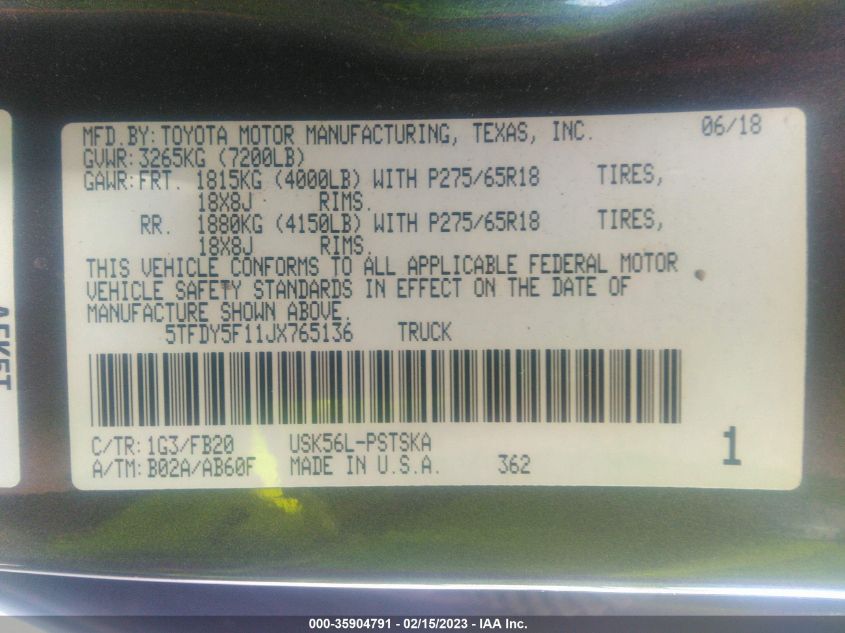 MFD.BY: TOYOTA MOTOR MANUFACTURING, TEXAS, INC. 06/18
GVWR: 3265KG (7200LB)
GAWR: FRT. 1815KG (4000LB) WITH P275/65R18 TIRES,
18X8J RIMS.
RR. 1880KG (4150LB) WITH P275/65R18 TIRES,
18X8J RIMS.
THIS VEHICLE CONFORMS TO ALL APPLICABLE FEDERAL MOTOR
VEHICLE SAFETY STANDARDS IN EFFECT ON THE DATE OF
MANUFACTURE SHOWN ABOVE.
5TFDY5F11JX765136 TRUCK
C/TR: 1G3/FB20 USK56L-PSTSKA 1
A/TM: B02A/AB60F MADE IN U.S.A. 362
000-35904791 - 02/15/2023 - IAA Inc.